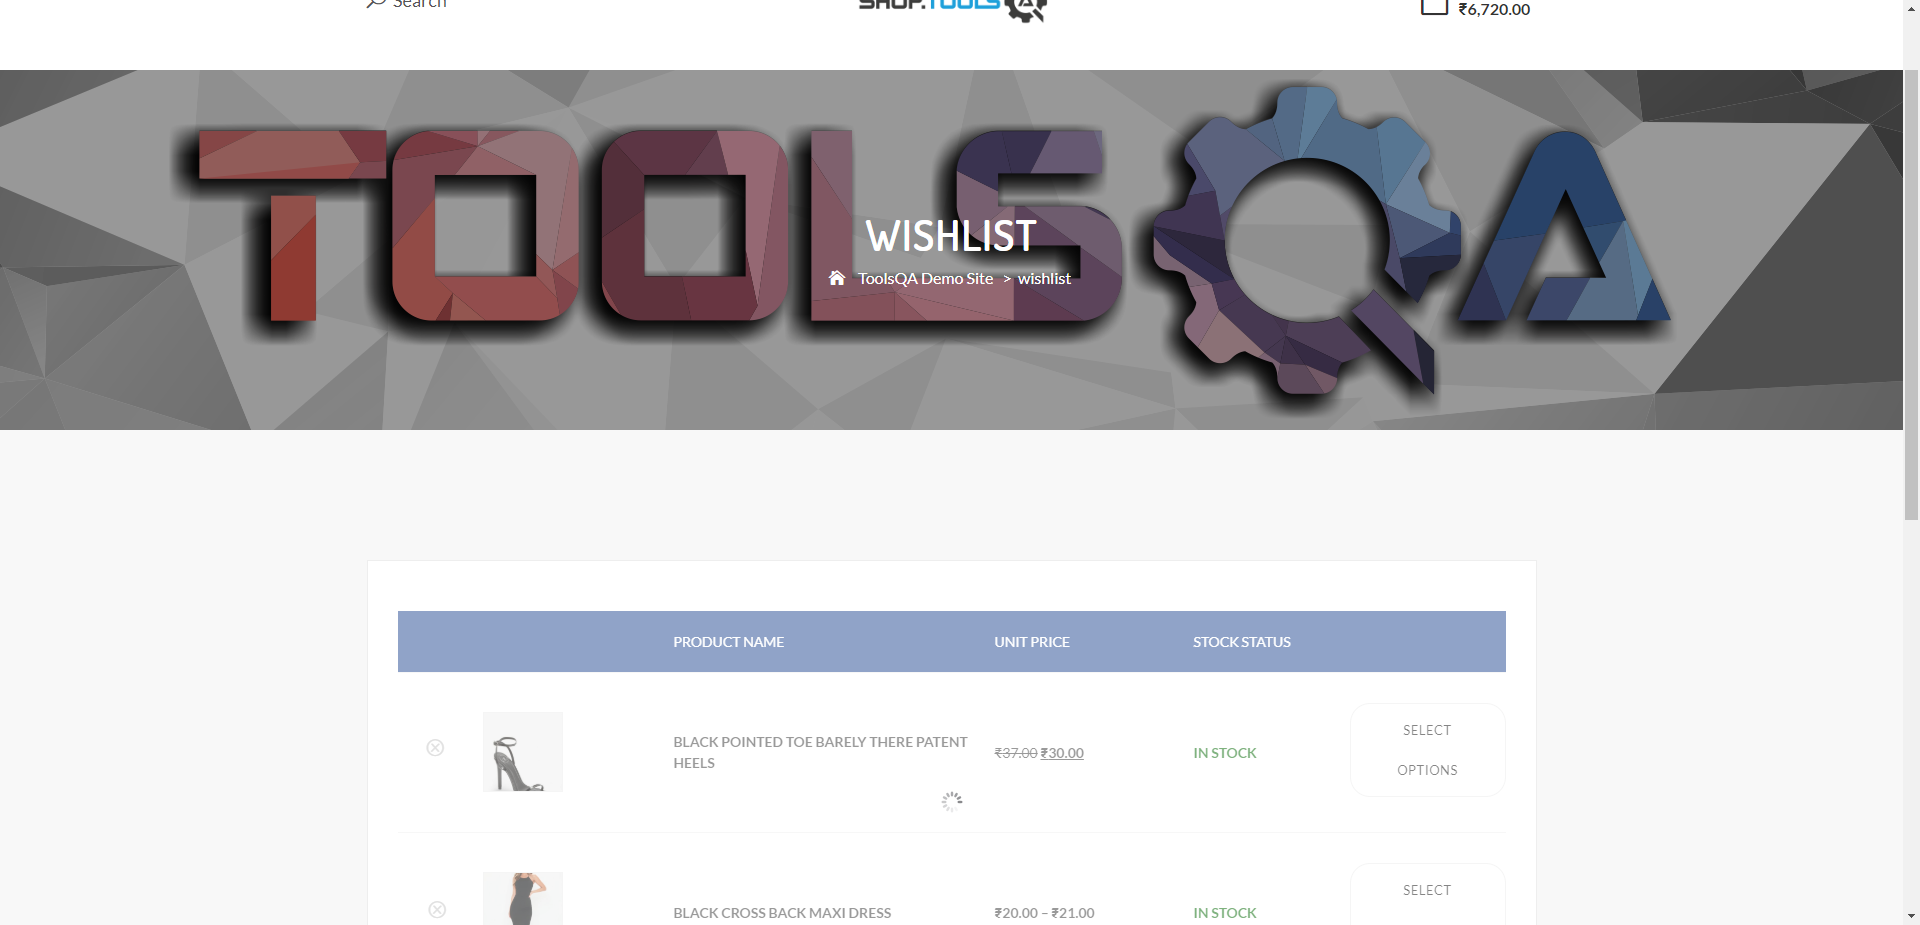 Search
SHOP.TOOLS
₹6,720.00
TOOLSQA
WISHLIST
ToolsQA Demo Site > wishlist
PRODUCT NAME UNIT PRICE STOCK STATUS
BLACK POINTED TOE BARELY THERE PATENT HEELS
₹37.00 ₹30.00
IN STOCK
SELECT
OPTIONS
BLACK CROSS BACK MAXI DRESS
₹20.00 – ₹21.00
IN STOCK
SELECT